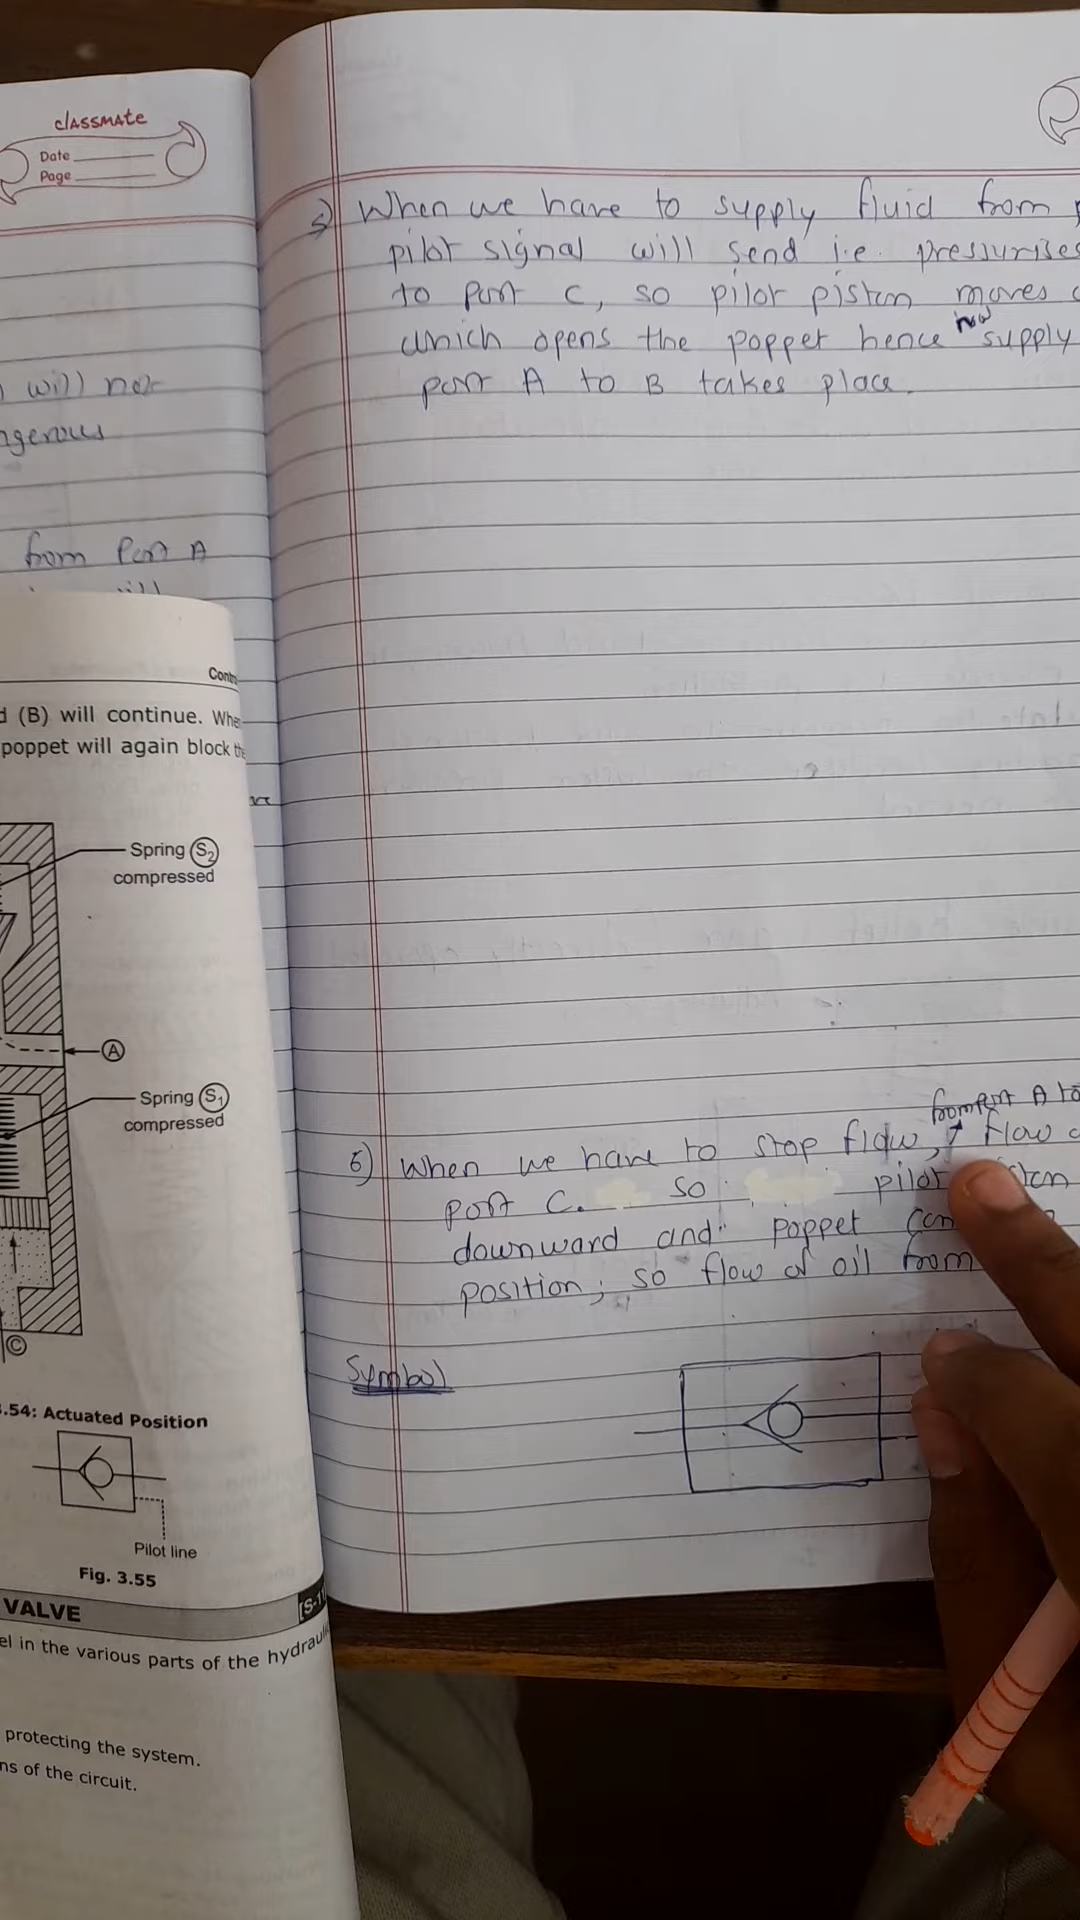 classmate
Date
Page
will not
ngerous
from Port A
Contr
(B) will continue. Whe
poppet will again block the
Spring S2
compressed
A
Spring S1
compressed
C
.54: Actuated Position
Pilot line
Fig. 3.55
VALVE
[S-1
el in the various parts of the hydrauli
protecting the system.
ns of the circuit.
5) When we have to supply fluid from
pilot signal will send i.e. pressurises
to port C, so pilot piston moves
which opens the poppet hence now supply
port A to B takes place.
from port A to
6) When we have to stop flow, flow
port C. so pilot
downward and poppet
position, so flow of oil from
Symbol